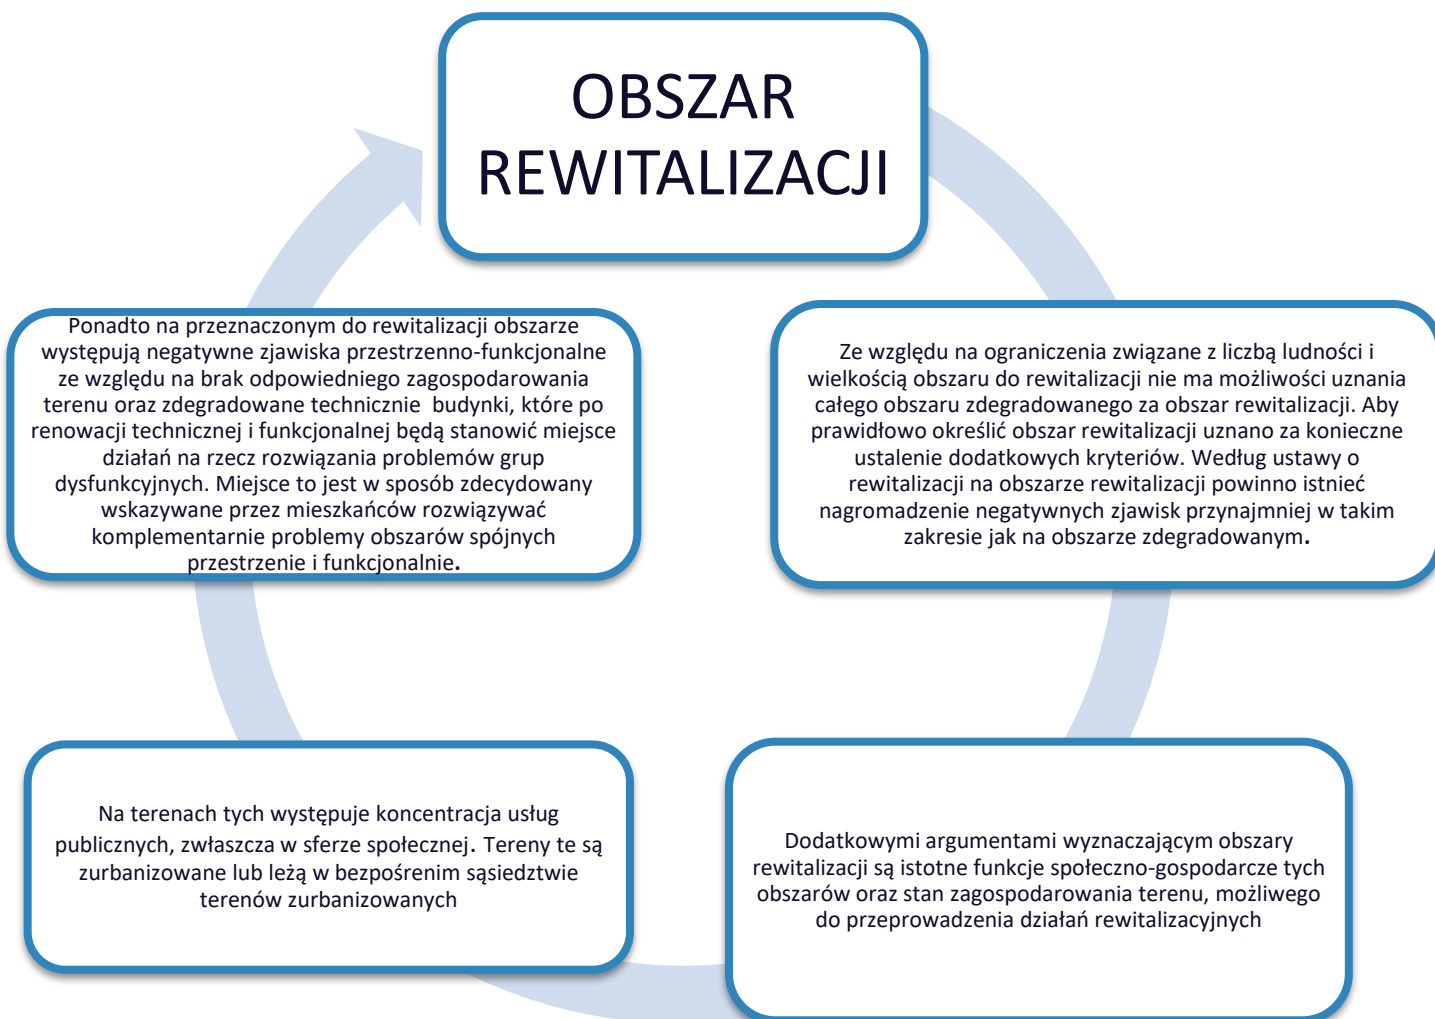 OBSZAR
REWITALIZACJI
Ze względu na ograniczenia związane z liczbą ludności i
wielkością obszaru do rewitalizacji nie ma możliwości uznania
całego obszaru zdegradowanego za obszar rewitalizacji. Aby
prawidłowo określić obszar rewitalizacji uznano za konieczne
ustalenie dodatkowych kryteriów. Według ustawy o
rewitalizacji na obszarze rewitalizacji powinno istnieć
nagromadzenie negatywnych zjawisk przynajmniej w takim
zakresie jak na obszarze zdegradowanym.
Dodatkowymi argumentami wyznaczającym obszary
rewitalizacji są istotne funkcje społeczno-gospodarcze tych
obszarów oraz stan zagospodarowania terenu, możliwego
do przeprowadzenia działań rewitalizacyjnych
Na terenach tych występuje koncentracja usług
publicznych, zwłaszcza w sferze społecznej. Tereny te są
zurbanizowane lub leżą w bezpośrenim sąsiedztwie
terenów zurbanizowanych
Ponadto na przeznaczonym do rewitalizacji obszarze
występują negatywne zjawiska przestrzenno-funkcjonalne
ze względu na brak odpowiedniego zagospodarowania
terenu oraz zdegradowane technicznie budynki, które po
renowacji technicznej i funkcjonalnej będą stanowić miejsce
działań na rzecz rozwiązania problemów grup
dysfunkcyjnych. Miejsce to jest w sposób zdecydowany
wskazywane przez mieszkańców rozwiązywać
komplementarnie problemy obszarów spójnych
przestrzenie i funkcjonalnie.